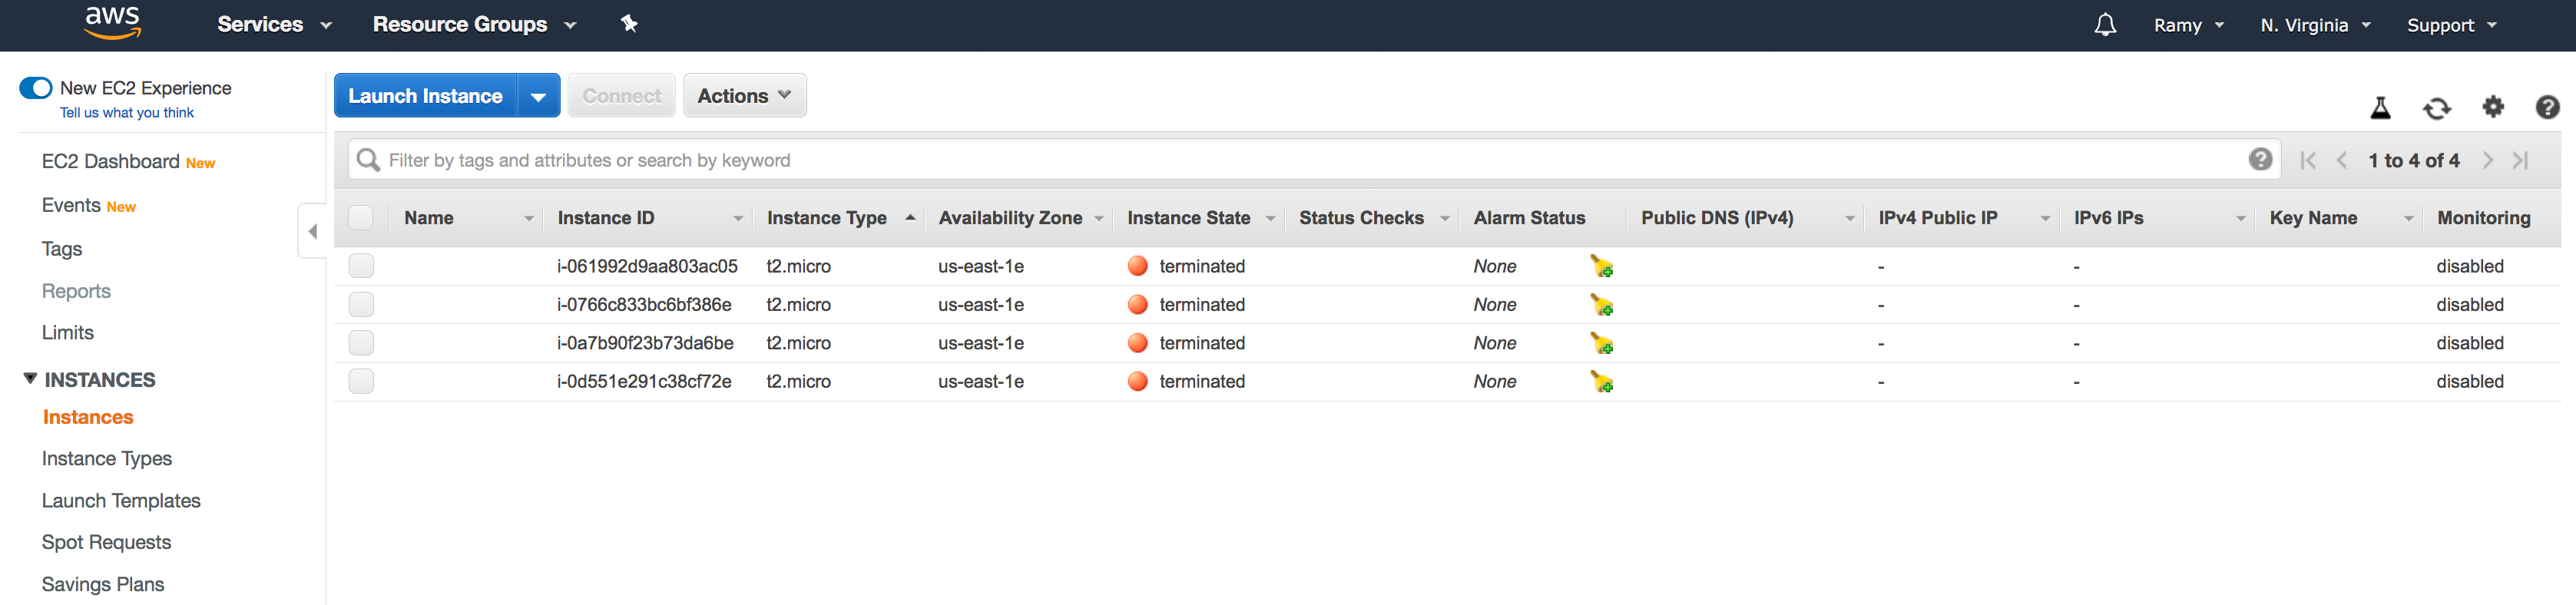 aws Services Resource Groups Ramy N. Virginia Support
New EC2 Experience
Tell us what you think
EC2 Dashboard New
Events New
Tags
Reports
Limits
INSTANCES
Instances
Instance Types
Launch Templates
Spot Requests
Savings Plans
Launch Instance Connect Actions
Filter by tags and attributes or search by keyword 1 to 4 of 4
Name Instance ID Instance Type Availability Zone Instance State Status Checks Alarm Status Public DNS (IPv4) IPv4 Public IP IPv6 IPs Key Name Monitoring
i-061992d9aa803ac05 t2.micro us-east-1e terminated None - - disabled
i-0766c833bc6bf386e t2.micro us-east-1e terminated None - - disabled
i-0a7b90f23b73da6be t2.micro us-east-1e terminated None - - disabled
i-0d551e291c38cf72e t2.micro us-east-1e terminated None - - disabled